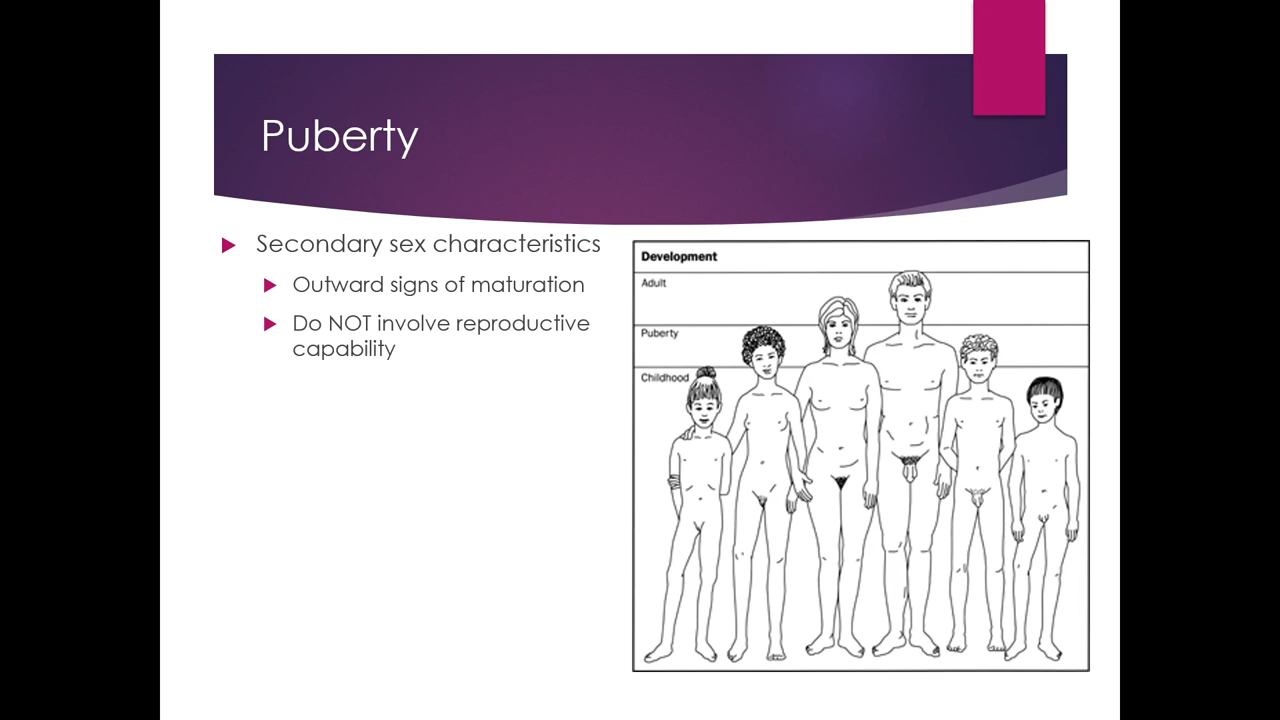 Puberty
Secondary sex characteristics
Outward signs of maturation
Do NOT involve reproductive
capability
Development
Adult
Puberty
Childhood